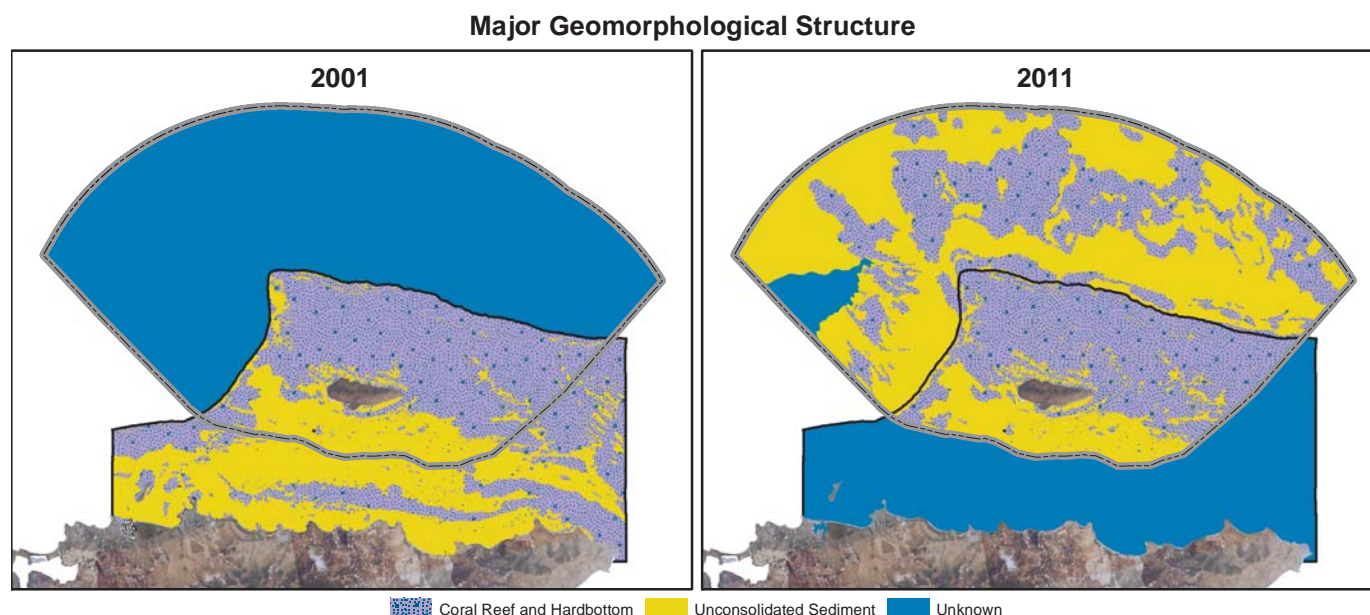 Major Geomorphological Structure
2001
2011
Coral Reef and Hardbottom Unconsolidated Sediment Unknown